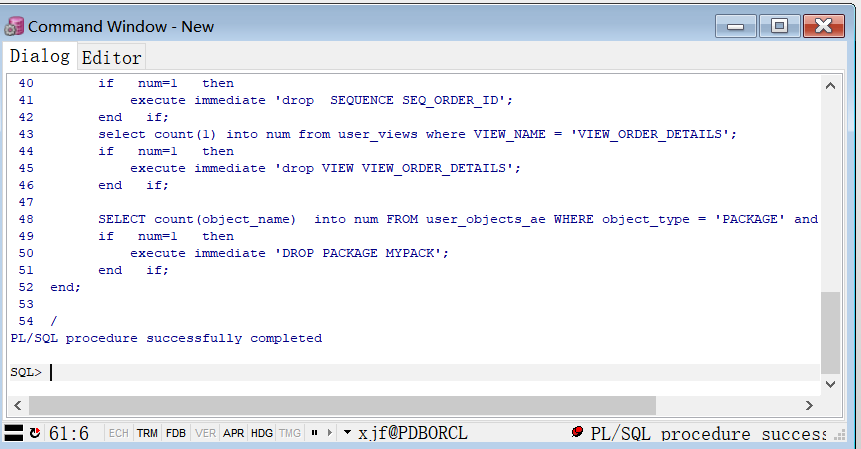 Command Window - New
Dialog Editor
40 if num=1 then
41 execute immediate 'drop SEQUENCE SEQ_ORDER_ID';
42 end if;
43 select count(1) into num from user_views where VIEW_NAME = 'VIEW_ORDER_DETAILS';
44 if num=1 then
45 execute immediate 'drop VIEW VIEW_ORDER_DETAILS';
46 end if;
47
48 SELECT count(object_name) into num FROM user_objects_ae WHERE object_type = 'PACKAGE' and
49 if num=1 then
50 execute immediate 'DROP PACKAGE MYPACK';
51 end if;
52 end;
53
54 /
PL/SQL procedure successfully completed
SQL>
61:6 ECH TRM FDB VER APR HDG TMG xjf@PDBORCL PL/SQL procedure success